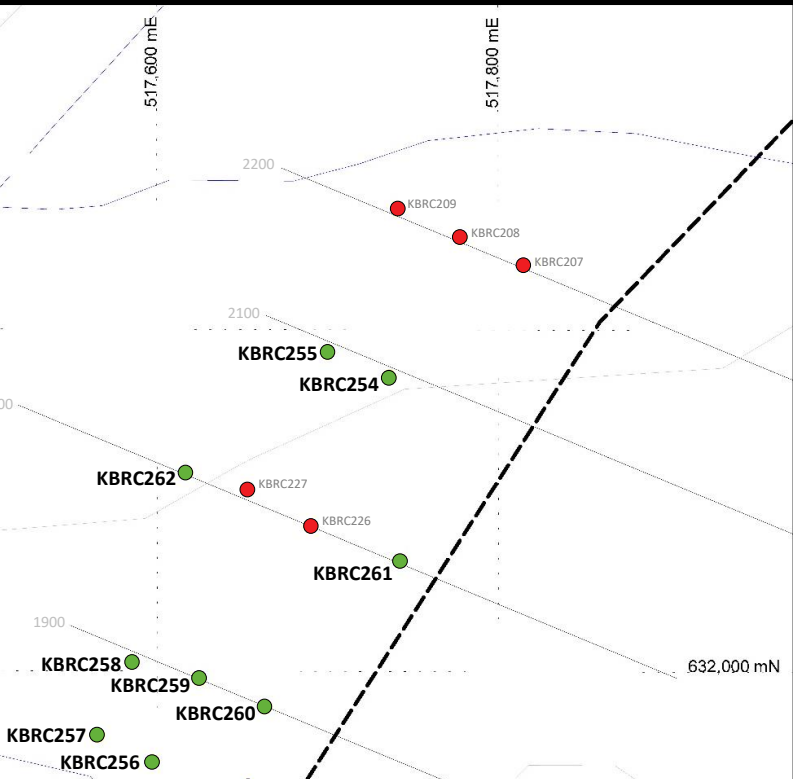 517,600 mE
517,800 mE
2200
KBRC209
KBRC208
KBRC207
2100
KBRC255
KBRC254
00
KBRC262
KBRC227
KBRC226
KBRC261
1900
KBRC258
632,000 mN
KBRC259
KBRC260
KBRC257
KBRC256